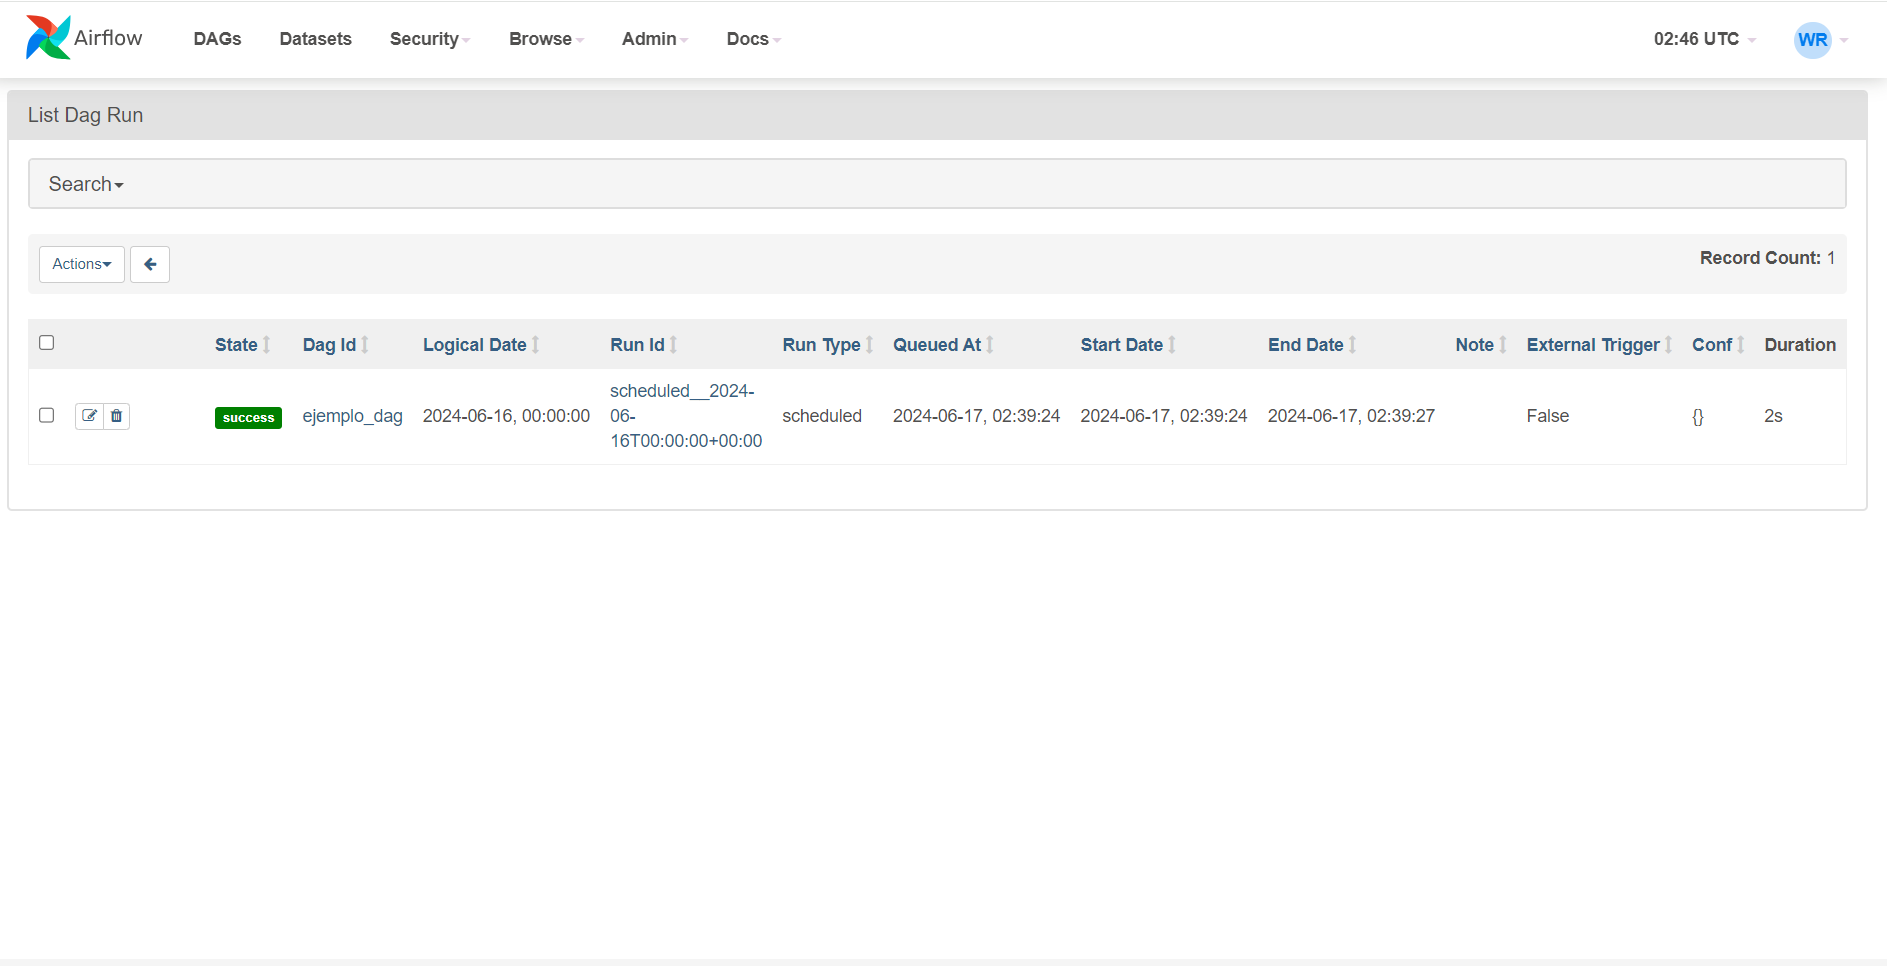 Airflow DAGs Datasets Security Browse Admin Docs 02:46 UTC WR
List Dag Run
Search
Actions Record Count: 1
State Dag Id Logical Date Run Id Run Type Queued At Start Date End Date Note External Trigger Conf Duration
success ejemplo_dag 2024-06-16, 00:00:00 scheduled__2024-
06-
16T00:00:00+00:00 scheduled 2024-06-17, 02:39:24 2024-06-17, 02:39:24 2024-06-17, 02:39:27 False {} 2s